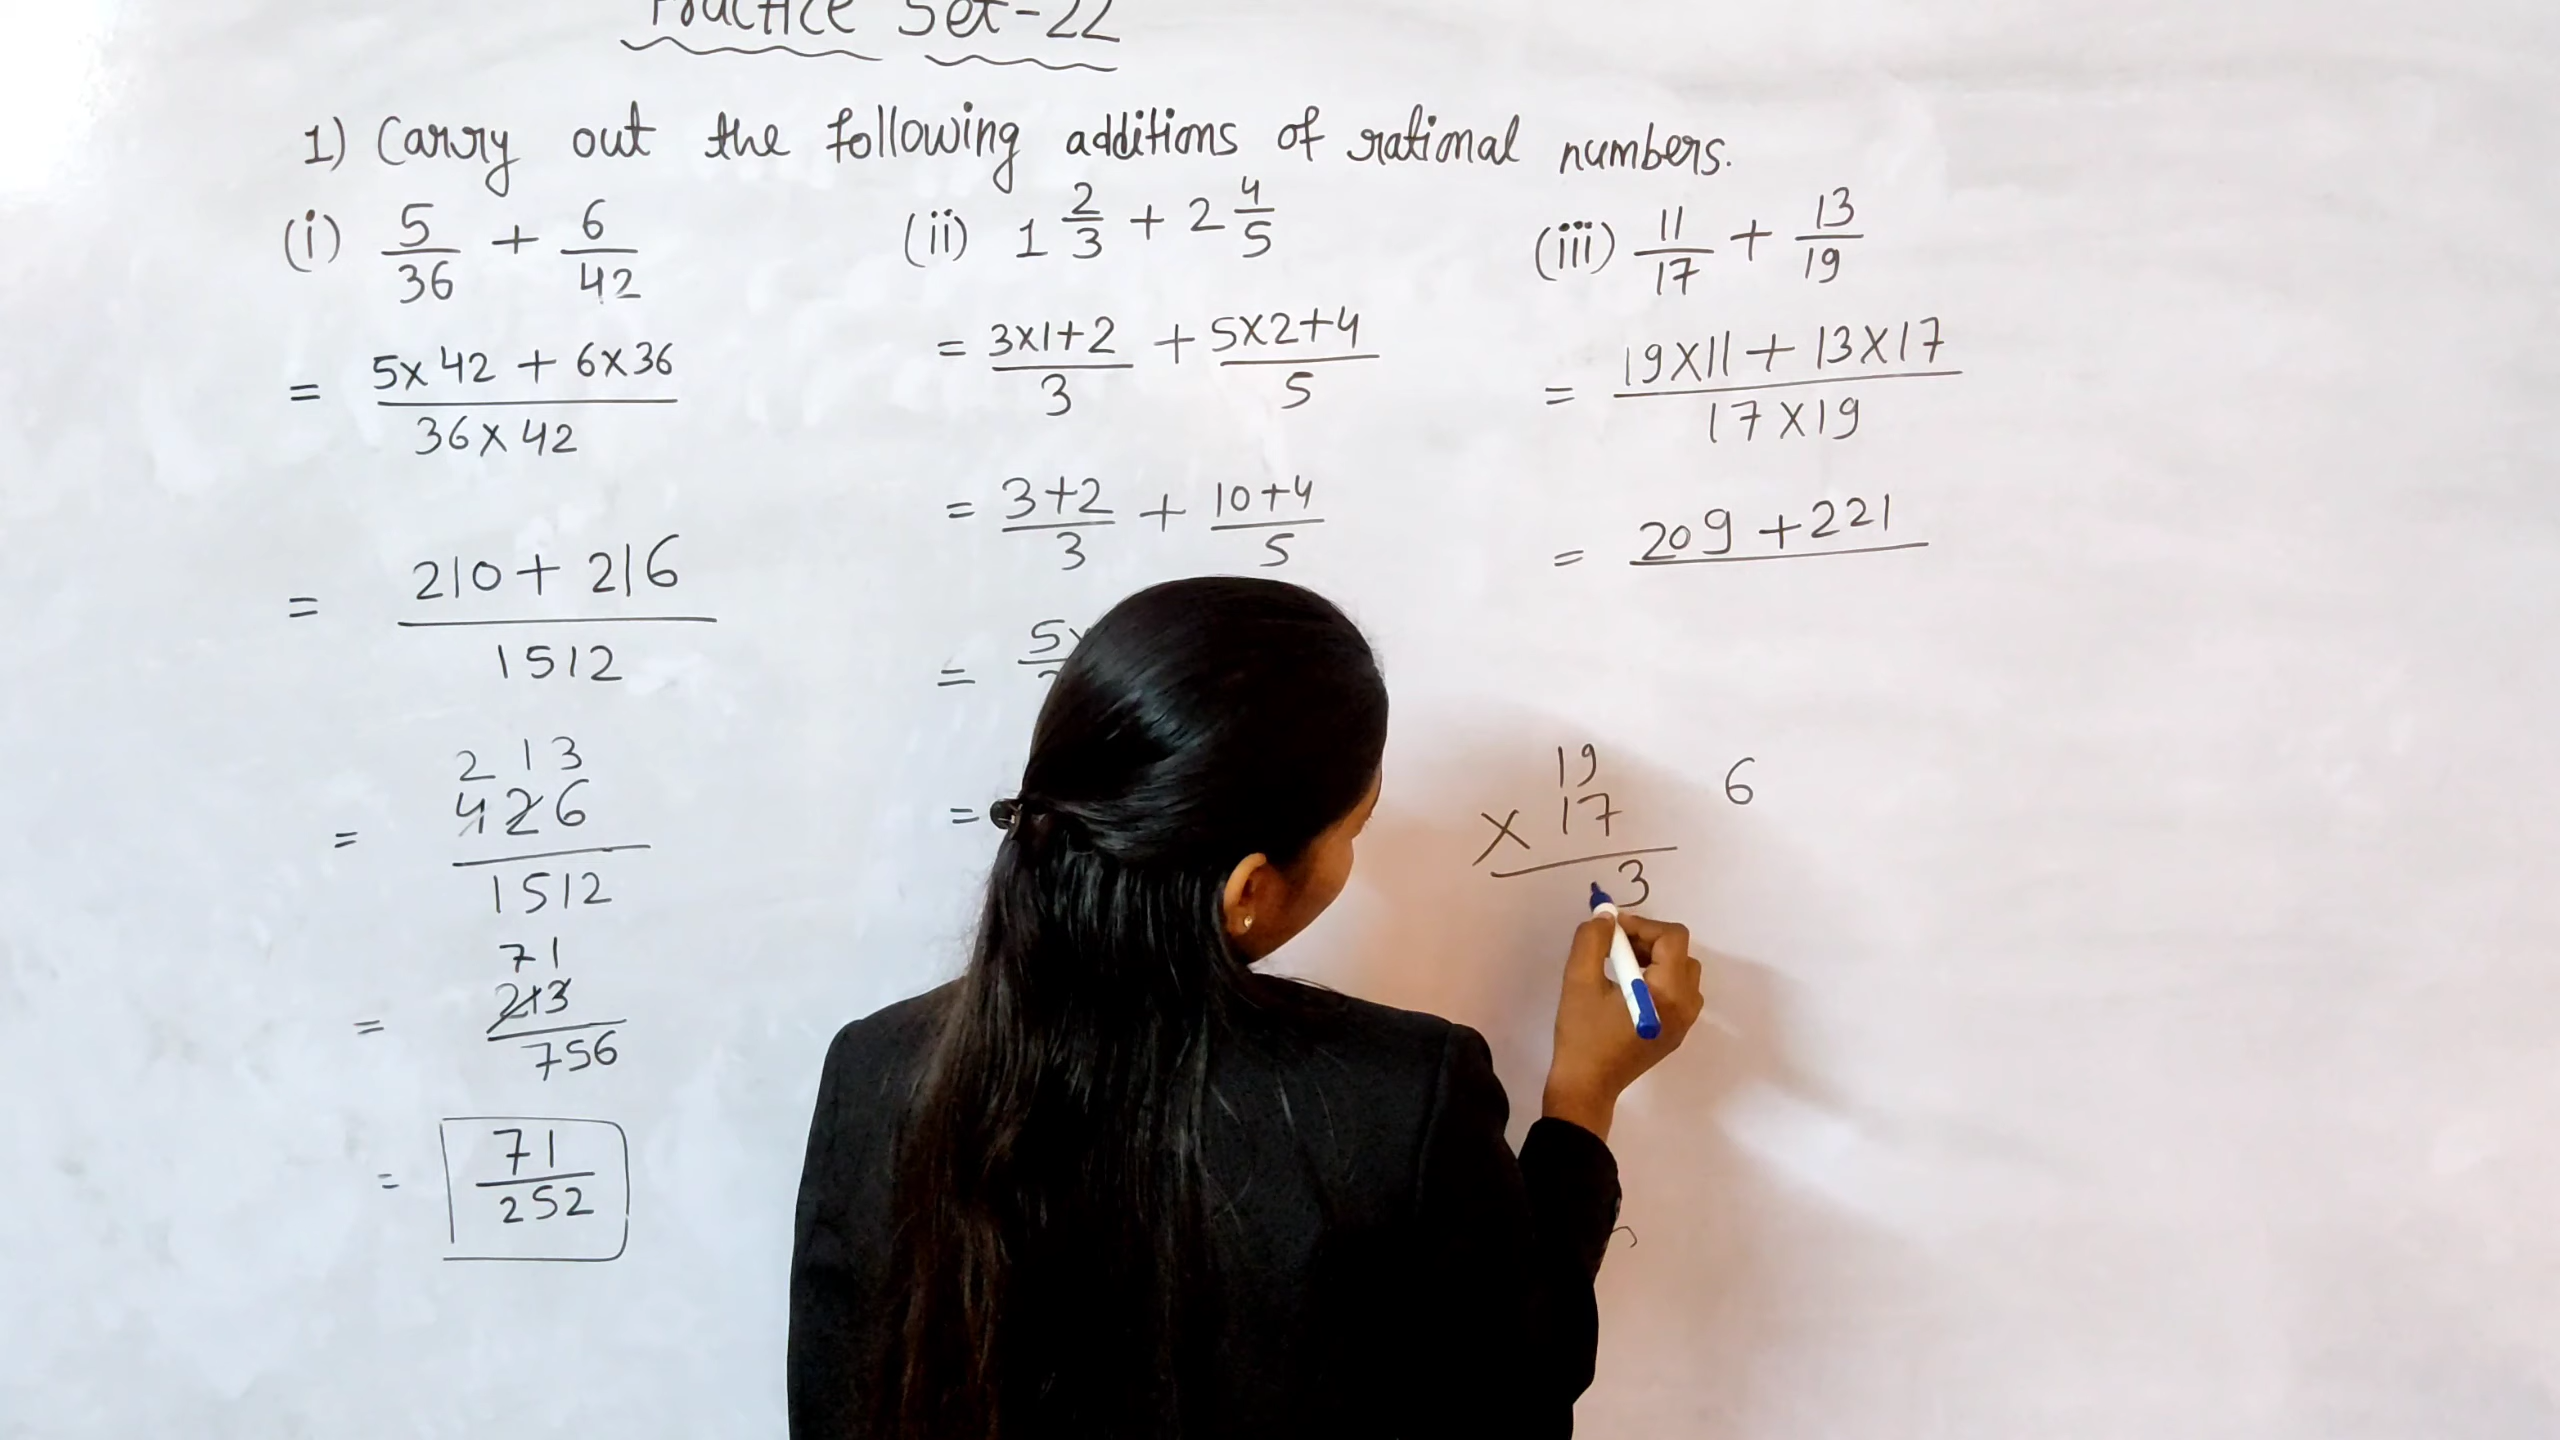 Practice Set-22
1) Carry out the following additions of rational numbers.
(i) 5/36 + 6/42
= 5x42 + 6x36 / 36x42
= 210 + 216 / 1512
2 1 3
= 426 / 1512
71
= 213 / 756
= 71/252
(ii) 1 2/3 + 2 4/5
= 3x1+2 / 3 + 5x2+4 / 5
= 3+2 / 3 + 10+4 / 5
= 5x
=
(iii) 11/17 + 13/19
= 19x11 + 13x17 / 17x19
= 209 + 221
19 6
x 17
3